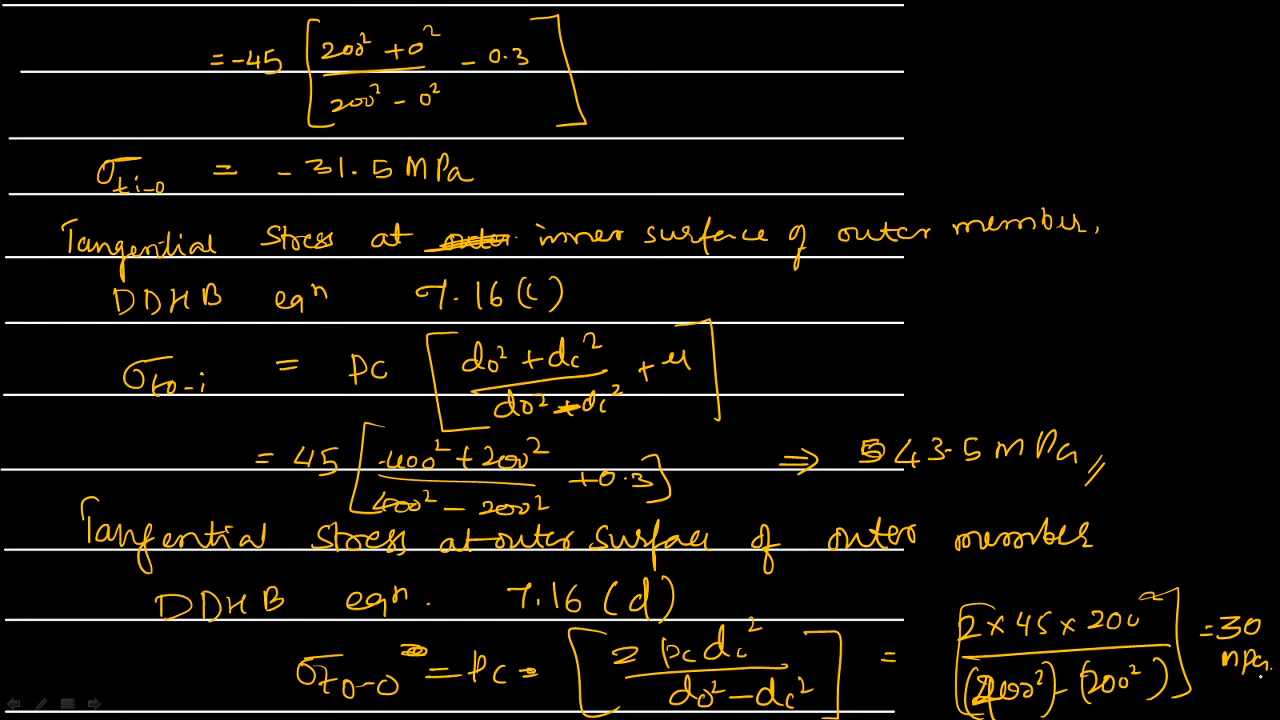 = -45 [ (200² + 0²) / (200² - 0²) - 0.3 ]
σti-o = - 31.5 MPa
Tangential stress at inner surface of outer member.
DDHB eqn 7.16 (c)
σto-i = Pc [ (do² + dc²) / (do² - dc²) + μ ]
= 45 [ (400² + 200²) / (400² - 200²) + 0.3 ] ⇒ 543.5 MPa //
Tangential stress at outer surface of outer member
DDHB eqn. 7.16 (d)
σto-o = Pc = [ 2 Pc dc² / (do² - dc²) ] = [ 2 × 45 × 200² / ((400²) - (200²)) ] = 30 MPa.